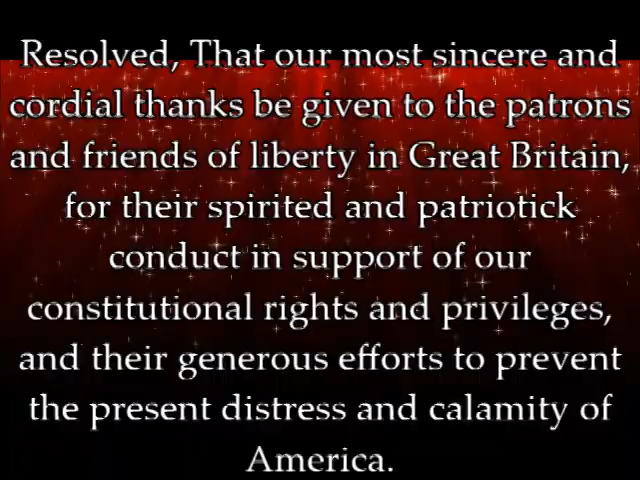 Resolved, That our most sincere and
cordial thanks be given to the patrons
and friends of liberty in Great Britain,
for their spirited and patriotick
conduct in support of our
constitutional rights and privileges,
and their generous efforts to prevent
the present distress and calamity of
America.